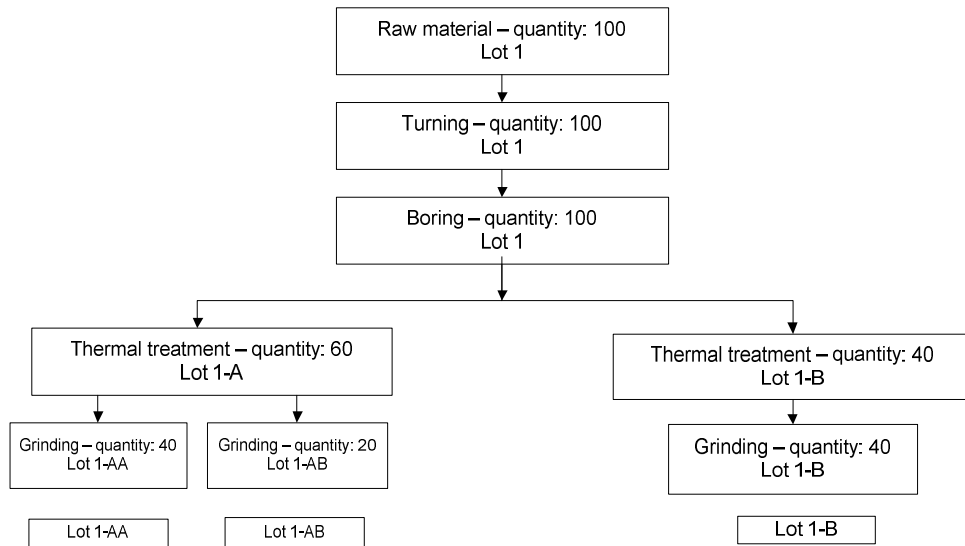 Raw material – quantity: 100
Lot 1
Turning – quantity: 100
Lot 1
Boring – quantity: 100
Lot 1
Thermal treatment – quantity: 60
Lot 1-A
Thermal treatment – quantity: 40
Lot 1-B
Grinding – quantity: 40
Lot 1-AA
Grinding – quantity: 20
Lot 1-AB
Grinding – quantity: 40
Lot 1-B
Lot 1-AA
Lot 1-AB
Lot 1-B